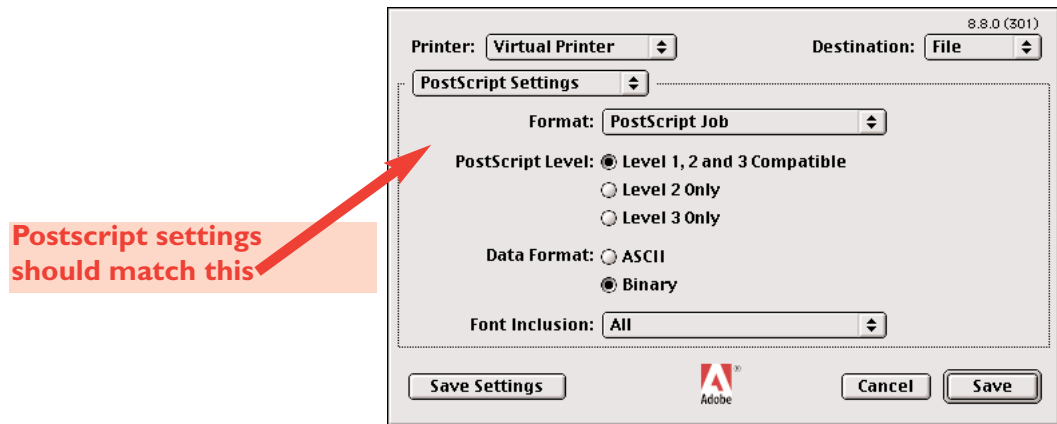 8.8.0 (301)
Printer: Virtual Printer Destination: File
PostScript Settings
Format: PostScript Job
PostScript Level: Level 1, 2 and 3 Compatible
Level 2 Only
Level 3 Only
Postscript settings
should match this
Data Format: ASCII
Binary
Font Inclusion: All
Save Settings
Adobe
®
Cancel Save